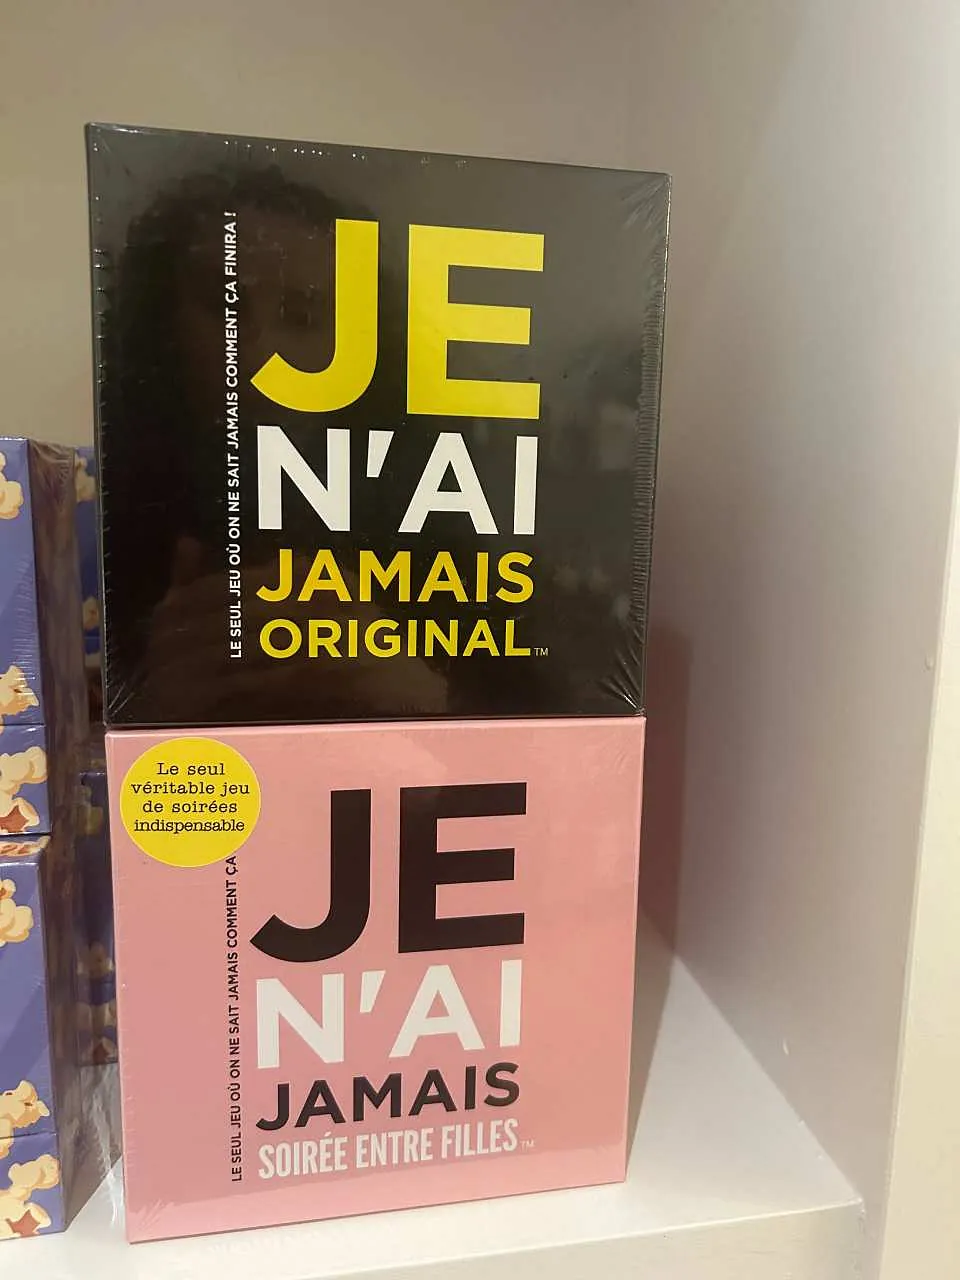 LE SEUL JEU OÙ ON NE SAIT JAMAIS COMMENT ÇA FINIRA !
JE
N'AI
JAMAIS
ORIGINAL™
Le seul
véritable jeu
de soirées
indispensable
LE SEUL JEU OÙ ON NE SAIT JAMAIS COMMENT ÇA
JE
N'AI
JAMAIS
SOIRÉE ENTRE FILLES™